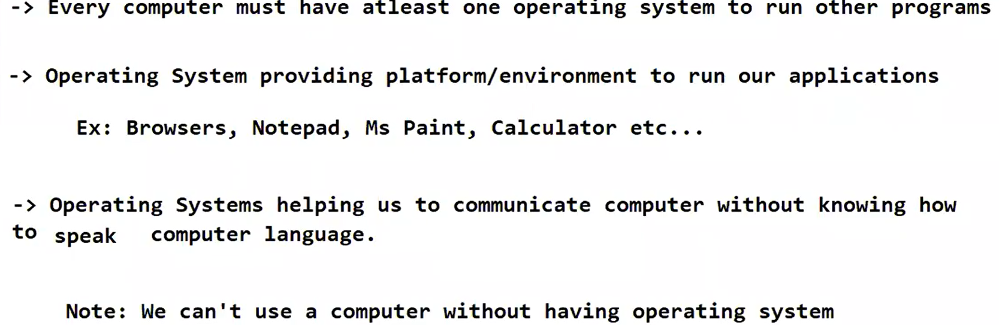 -> Every computer must have atleast one operating system to run other programs
-> Operating System providing platform/environment to run our applications
Ex: Browsers, Notepad, Ms Paint, Calculator etc...
-> Operating Systems helping us to communicate computer without knowing how
to speak computer language.
Note: We can't use a computer without having operating system